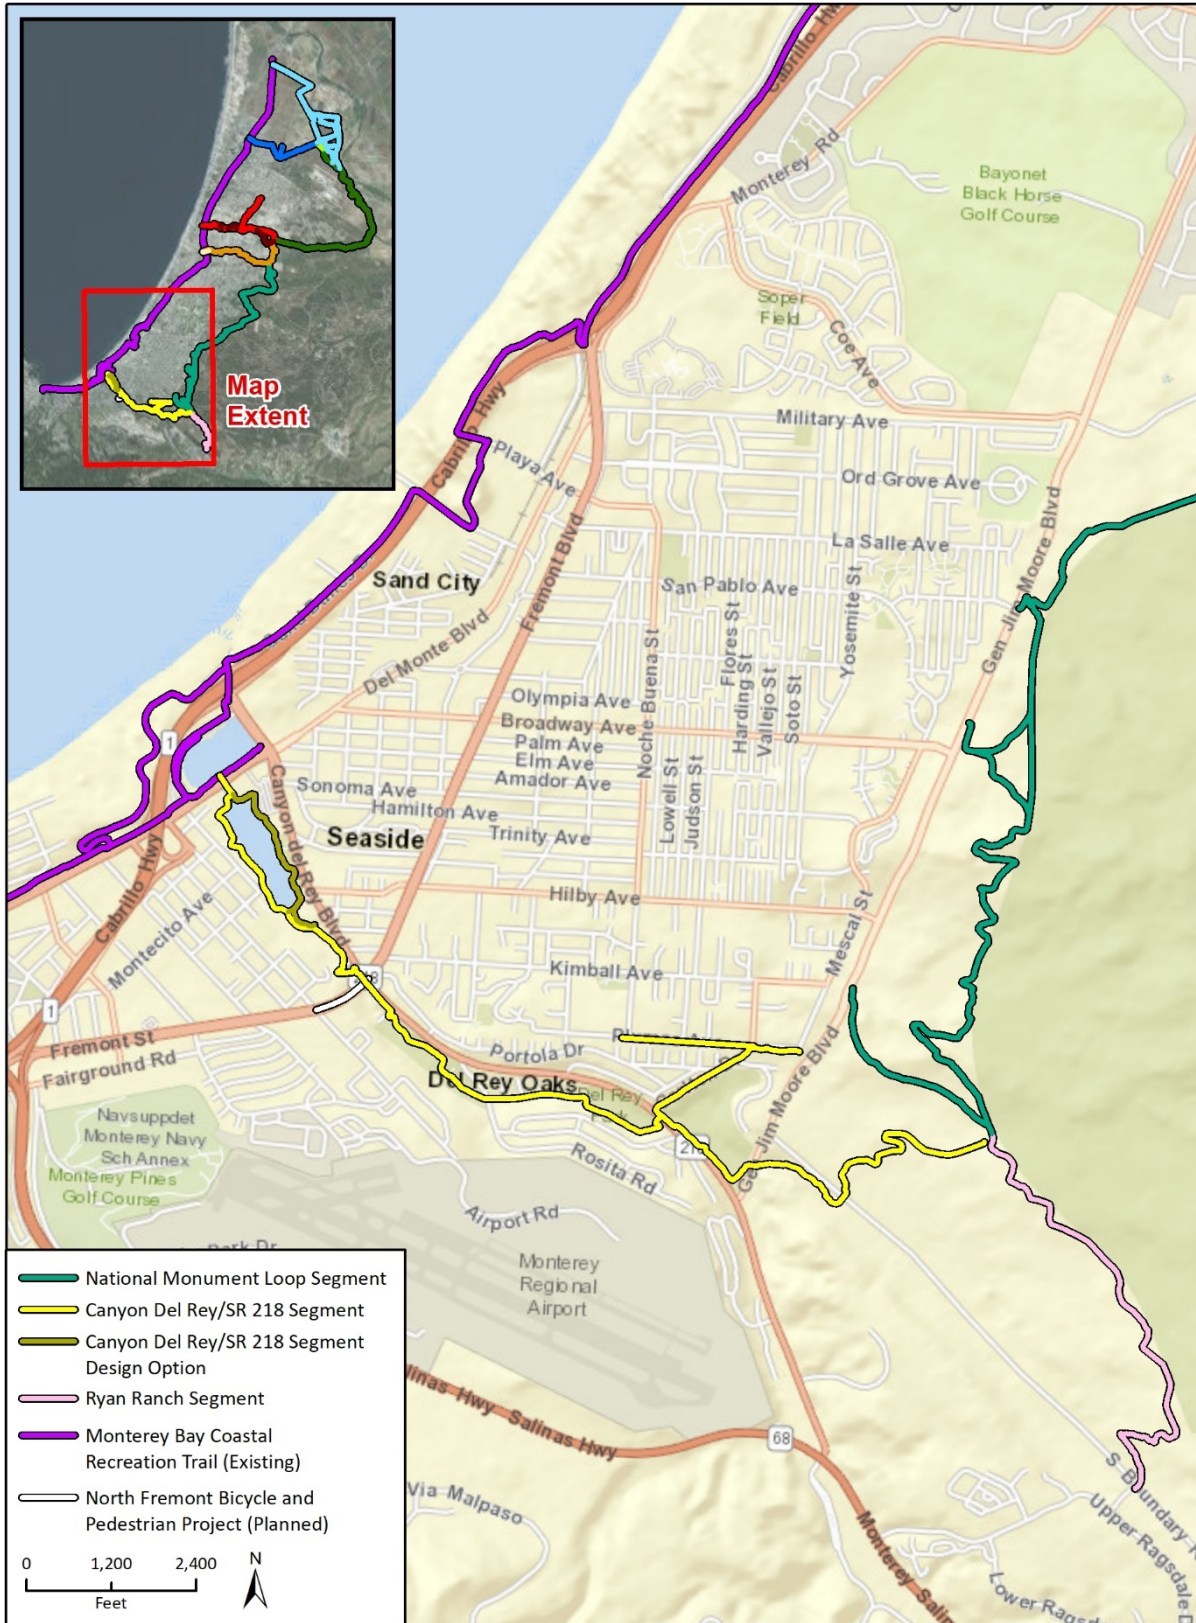 Map
Extent
Cabrillo Hwy
Monterey Rd
Bayonet
Black Horse
Golf Course
Soper
Field
Coe Ave
Military Ave
Cabrillo Hwy
Playa Ave
Ord Grove Ave
Gen Jim Moore Blvd
La Salle Ave
Fremont Blvd
Sand City
San Pablo Ave
Yosemite St
Del Monte Blvd
Noche Buena St
Flores St
Harding St
Vallejo St
Soto St
Olympia Ave
Broadway Ave
Palm Ave
Elm Ave
Amador Ave
1
Sonoma Ave
Hamilton Ave
Trinity Ave
Lowell St
Judson St
Seaside
Canyon del Rey Blvd
Cabrillo Hwy
Hilby Ave
Montecito Ave
Mescal St
Kimball Ave
1
Fremont St
Fairground Rd
Portola Dr
Gen Jim Moore Blvd
Del Rey Oaks
Del Rey
Park
Navsuppdet
Monterey Navy
Sch Annex
Monterey Pines
Golf Course
Rosita Rd
Airport Rd
Monterey
Regional
Airport
Salinas Hwy
68
Via Malpaso
S Boundary
Upper Ragsdale
Lower Ragsdale
Monterey
National Monument Loop Segment
Canyon Del Rey/SR 218 Segment
Canyon Del Rey/SR 218 Segment
Design Option
Ryan Ranch Segment
Monterey Bay Coastal
Recreation Trail (Existing)
North Fremont Bicycle and
Pedestrian Project (Planned)
0 1,200 2,400
Feet
N